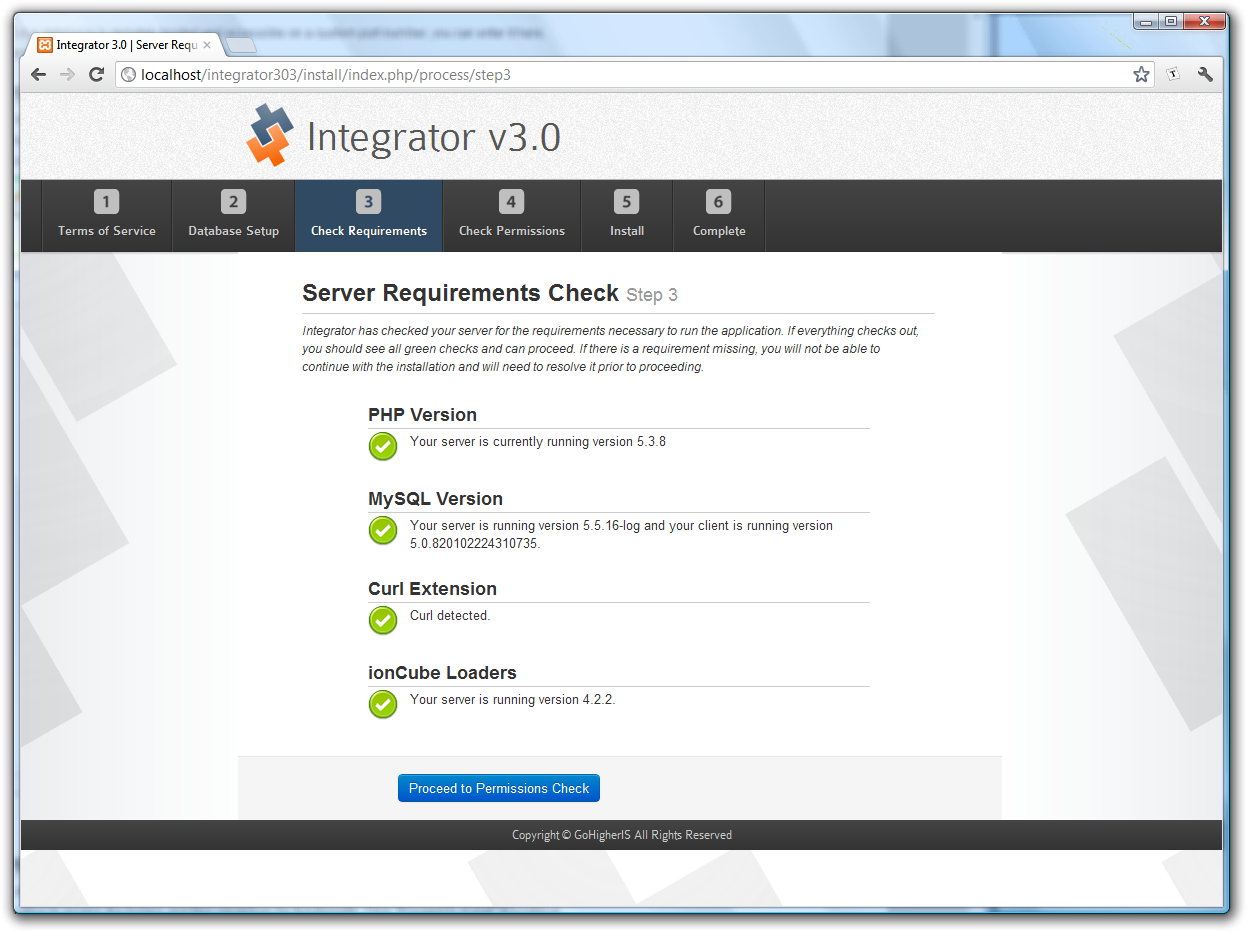 Integrator 3.0 | Server Requ
localhost/integrator303/install/index.php/process/step3
Integrator v3.0
1 2 3 4 5 6
Terms of Service Database Setup Check Requirements Check Permissions Install Complete
Server Requirements Check Step 3
Integrator has checked your server for the requirements necessary to run the application. If everything checks out,
you should see all green checks and can proceed. If there is a requirement missing, you will not be able to
continue with the installation and will need to resolve it prior to proceeding.
PHP Version
Your server is currently running version 5.3.8
MySQL Version
Your server is running version 5.5.16-log and your client is running version
5.0.820102224310735.
Curl Extension
Curl detected.
ionCube Loaders
Your server is running version 4.2.2.
Proceed to Permissions Check
Copyright © GoHigherIS All Rights Reserved